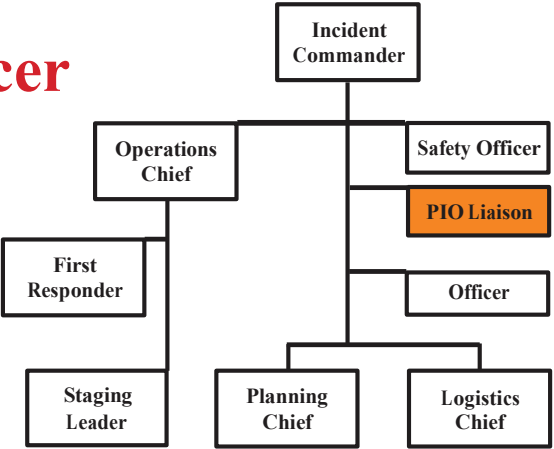 cer
Incident
Commander
Operations
Chief
Safety Officer
PIO Liaison
First
Responder
Officer
Staging
Leader
Planning
Chief
Logistics
Chief